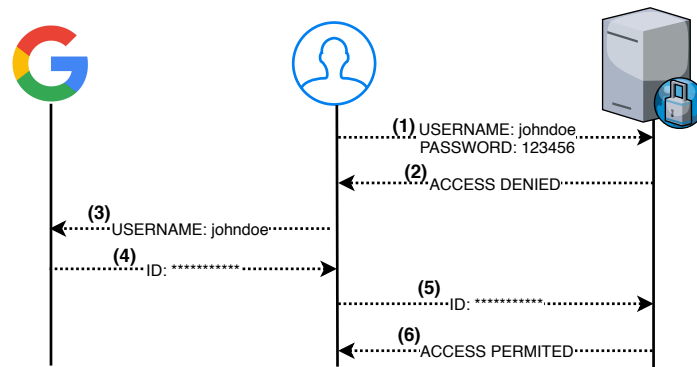 (1) USERNAME: johndoe
PASSWORD: 123456
(2) ACCESS DENIED
(3) USERNAME: johndoe
(4) ID: ***********
(5) ID: ***********
(6) ACCESS PERMITED